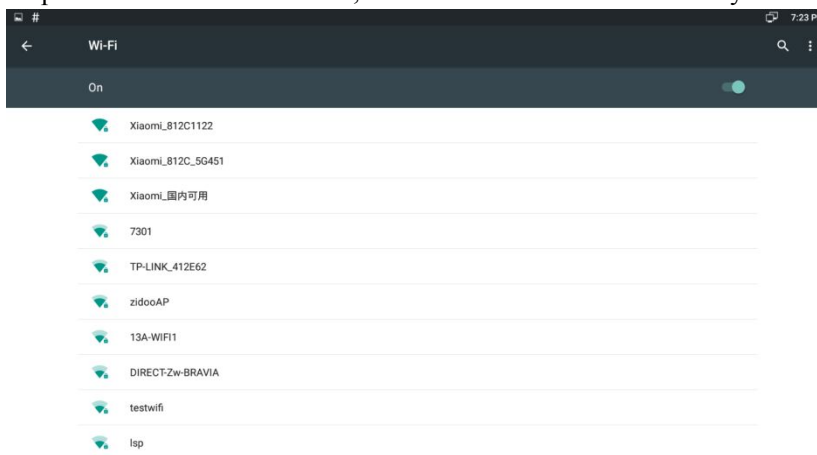 #
7:23 P
Wi-Fi
On
Xiaomi_812C1122
Xiaomi_812C_5G451
Xiaomi_国内可用
7301
TP-LINK_412E62
zidooAP
13A-WIFI1
DIRECT-Zw-BRAVIA
testwifi
lsp